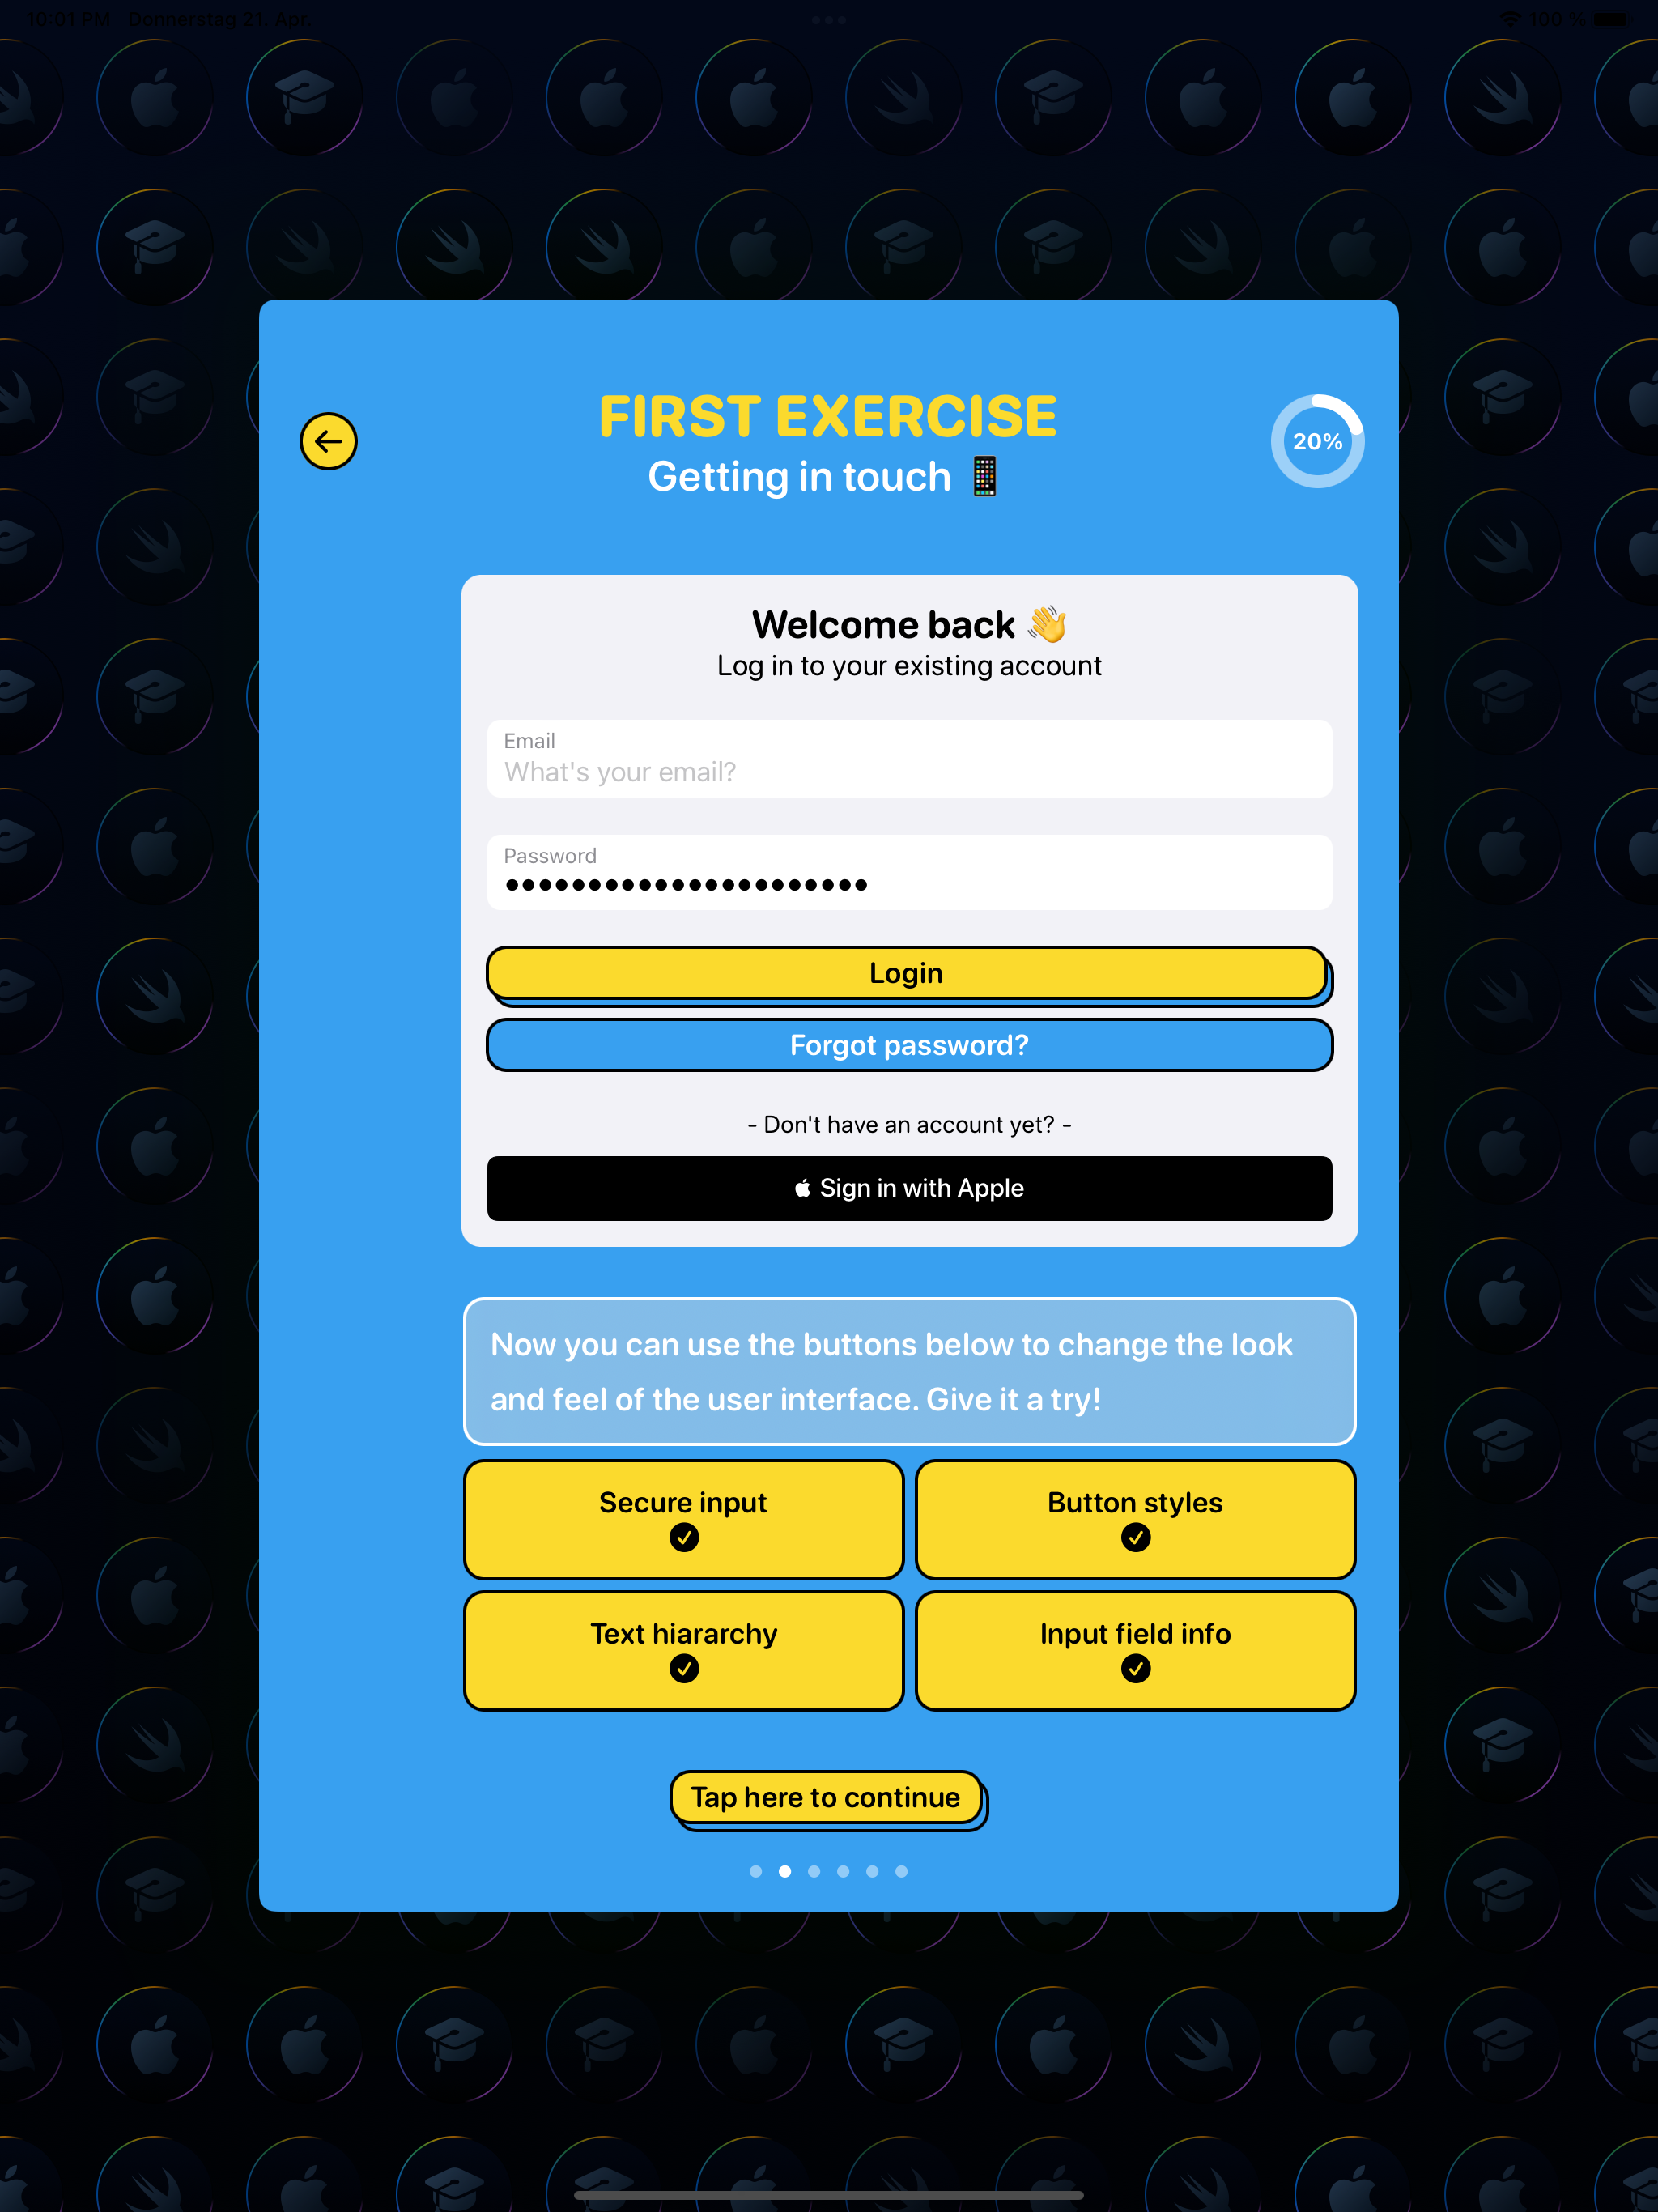 10:01 PM Donnerstag 21. Apr.
100 %
FIRST EXERCISE
Getting in touch
20%
Welcome back
Log in to your existing account
Email
What's your email?
Password
Login
Forgot password?
- Don't have an account yet? -
Sign in with Apple
Now you can use the buttons below to change the look
and feel of the user interface. Give it a try!
Secure input
Button styles
Text hiararchy
Input field info
Tap here to continue